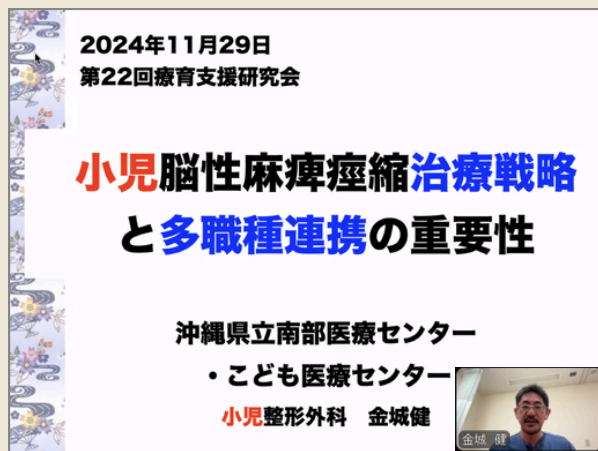 2024年11月29日
第22回療育支援研究会
小児脳性麻痺痙縮治療戦略
と多職種連携の重要性
沖縄県立南部医療センター
・こども医療センター
小児整形外科　金城健
金城 健